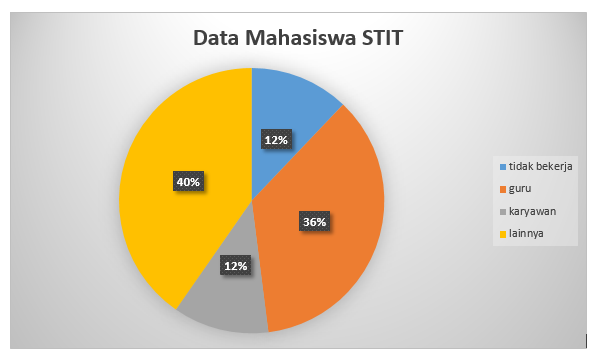 Data Mahasiswa STIT
12%
36%
12%
40%
tidak bekerja
guru
karyawan
lainnya